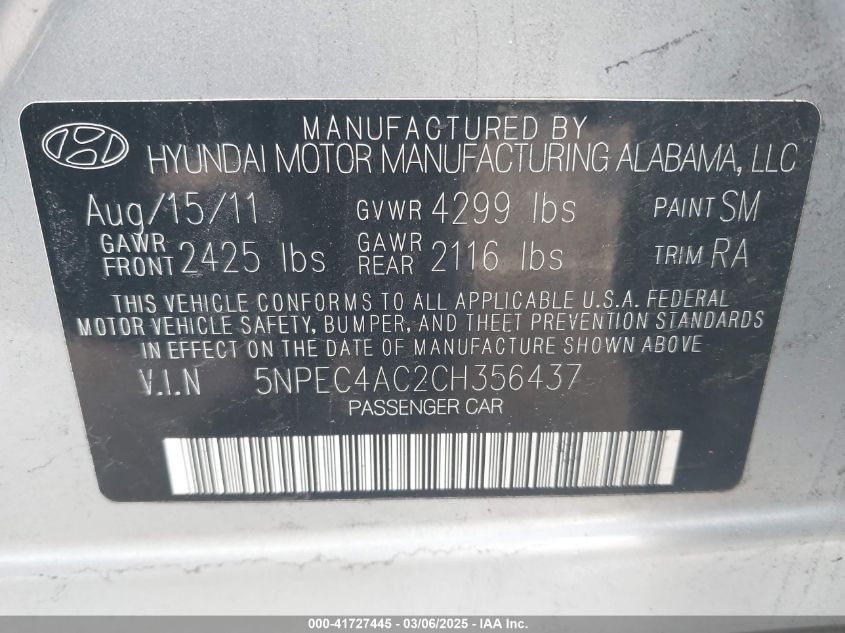 MANUFACTURED BY
HYUNDAI MOTOR MANUFACTURING ALABAMA, LLC
Aug/15/11 GVWR 4299 lbs PAINT SM
GAWR FRONT 2425 lbs GAWR REAR 2116 lbs TRIM RA
THIS VEHICLE CONFORMS TO ALL APPLICABLE U.S.A. FEDERAL
MOTOR VEHICLE SAFETY, BUMPER, AND THEFT PREVENTION STANDARDS
IN EFFECT ON THE DATE OF MANUFACTURE SHOWN ABOVE
V.I.N 5NPEC4AC2CH356437
PASSENGER CAR
000-41727445 - 03/06/2025 - IAAI.com